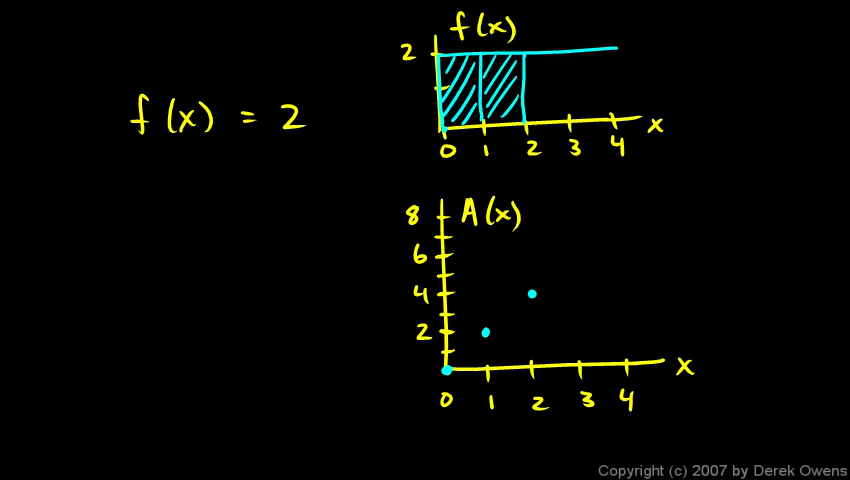 f(x)
2
f(x) = 2
x
0 1 2 3 4
8 A(x)
6
4
2
x
0 1 2 3 4
Copyright (c) 2007 by Derek Owens